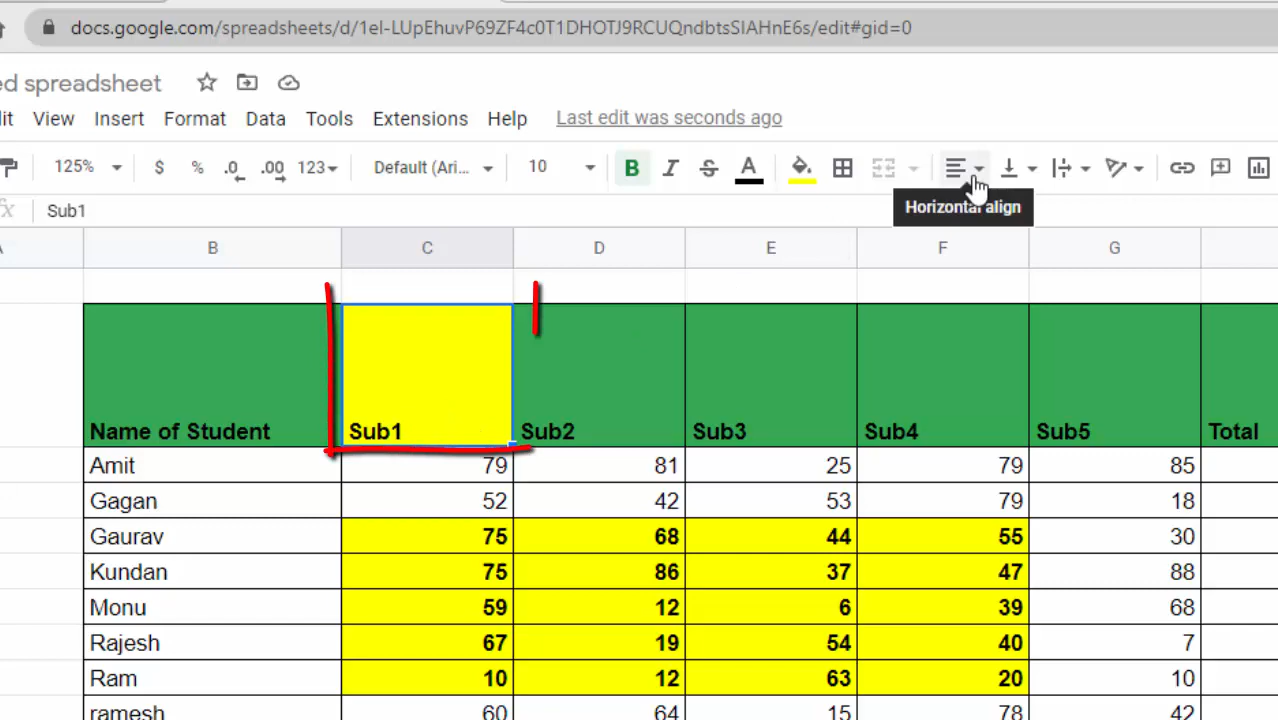 docs.google.com/spreadsheets/d/1el-LUpEhuvP69ZF4c0T1DHOTJ9RCUQndbtsSIAHnE6s/edit#gid=0
ed spreadsheet
it View Insert Format Data Tools Extensions Help Last edit was seconds ago
125% $ % .0 .00 123 Default (Ari... 10 B I S A
Horizontal align
fx Sub1
A B C D E F G
Name of Student Sub1 Sub2 Sub3 Sub4 Sub5 Total
Amit 79 81 25 79 85
Gagan 52 42 53 79 18
Gaurav 75 68 44 55 30
Kundan 75 86 37 47 88
Monu 59 12 6 39 68
Rajesh 67 19 54 40 7
Ram 10 12 63 20 10
ramesh 60 64 15 78 42